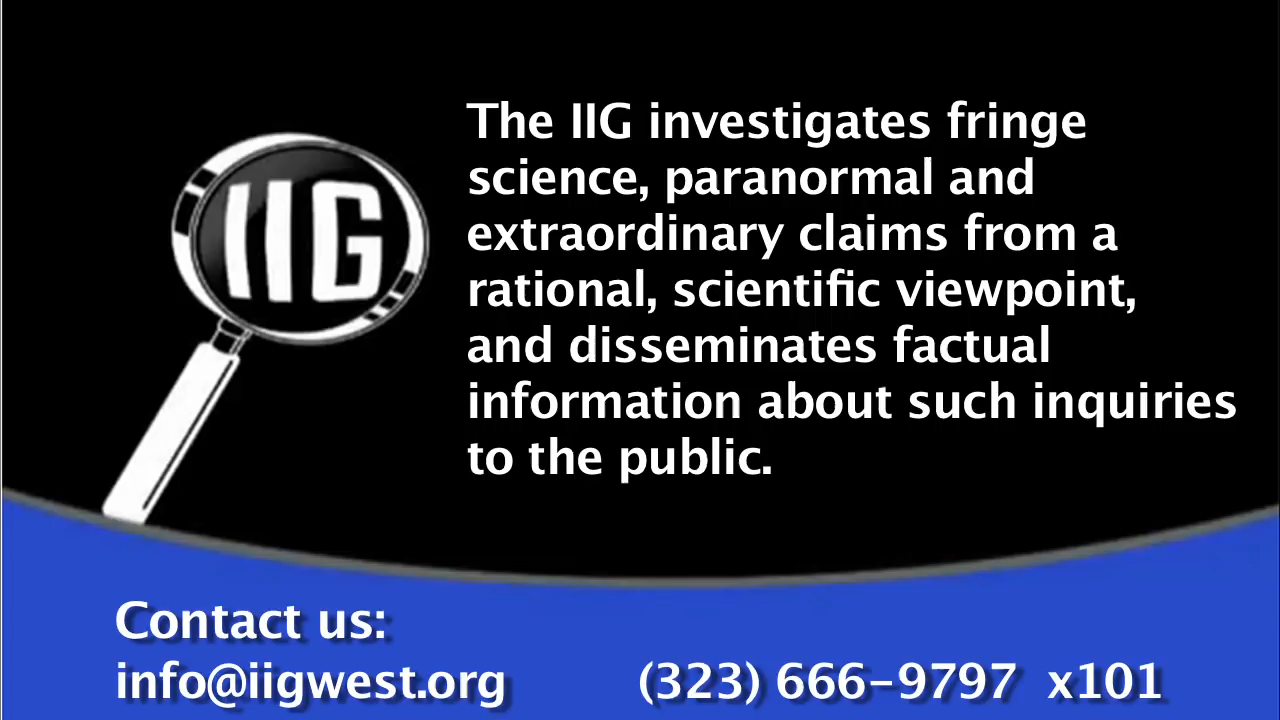 IIG
The IIG investigates fringe
science, paranormal and
extraordinary claims from a
rational, scientific viewpoint,
and disseminates factual
information about such inquiries
to the public.
Contact us:
info@iigwest.org (323) 666-9797 x101